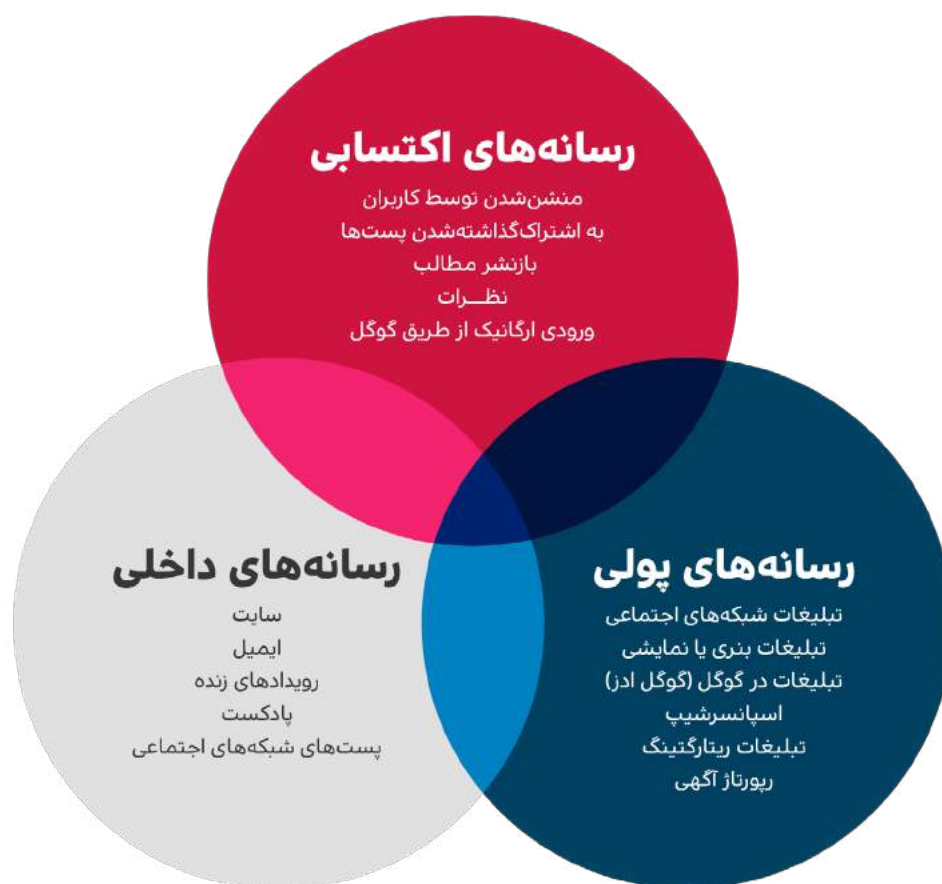 رسانه‌های اکتسابی
منشن‌شدن توسط کاربران
به اشتراک‌گذاشته‌شدن پست‌ها
بازنشر مطالب
نظــرات
ورودی ارگانیک از طریق گوگل
رسانه‌های پولی
تبلیغات شبکه‌های اجتماعی
تبلیغات بنری یا نمایشی
تبلیغات در گوگل (گوگل ادز)
اسپانسرشیپ
تبلیغات ریتارگتینگ
رپورتاژ آگهی
رسانه‌های داخلی
سایت
ایمیل
رویدادهای زنده
پادکست
پست‌های شبکه‌های اجتماعی